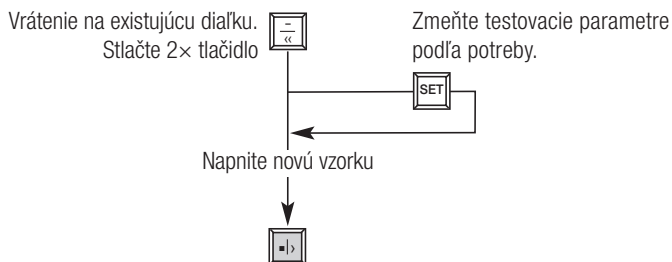 Vrátenie na existujúcu diaľku.
Stlačte 2× tlačidlo
Zmeňte testovacie parametre
podľa potreby.
SET
Napnite novú vzorku